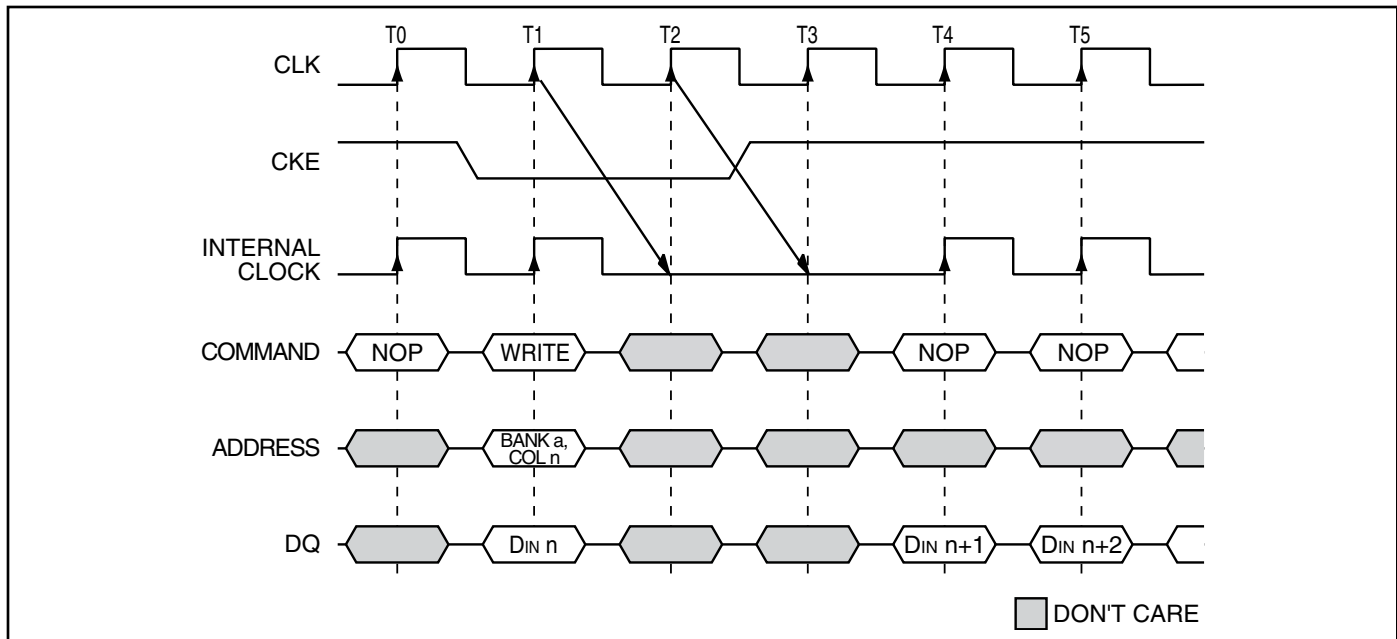 T0 T1 T2 T3 T4 T5
CLK
CKE
INTERNAL
CLOCK
COMMAND NOP WRITE NOP NOP
ADDRESS BANK a,
COL n
DQ DIN n DIN n+1 DIN n+2
DON'T CARE